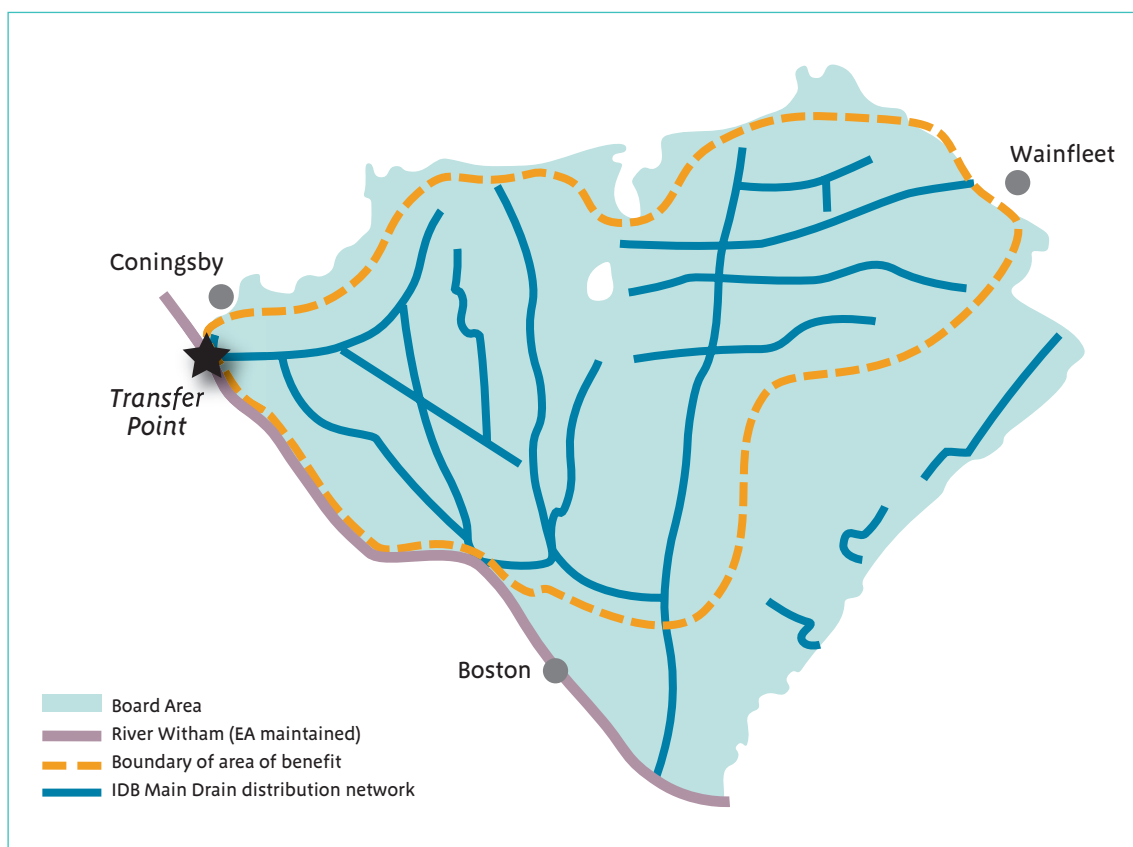 Wainfleet
Coningsby
Transfer
Point
Boston
Board Area
River Witham (EA maintained)
Boundary of area of benefit
IDB Main Drain distribution network